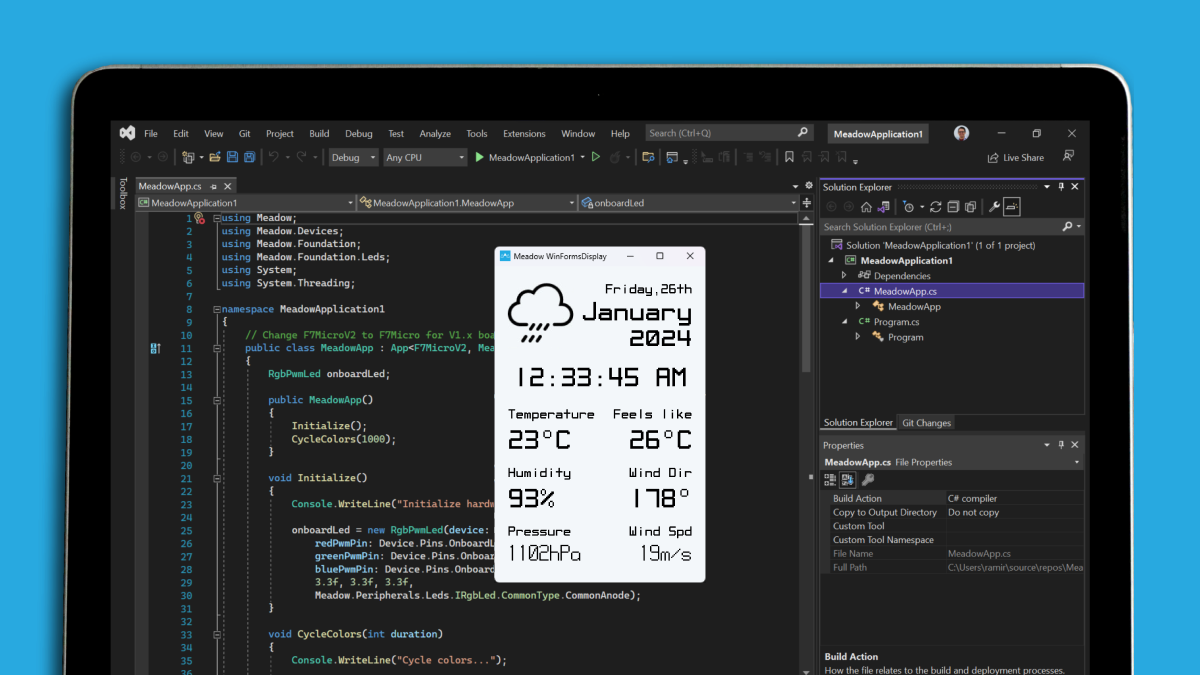 File Edit View Git Project Build Debug Test Analyze Tools Extensions Window Help Search (Ctrl+Q) MeadowApplication1
Debug Any CPU MeadowApplication1 Live Share
Toolbox
MeadowApp.cs
MeadowApplication1 MeadowApplication1.MeadowApp onboardLed
1 using Meadow;
2 using Meadow.Devices;
3 using Meadow.Foundation;
4 using Meadow.Foundation.Leds;
5 using System;
6 using System.Threading;
7
8 namespace MeadowApplication1
9 {
10 // Change F7MicroV2 to F7Micro for V1.x boa
11 public class MeadowApp : App<F7MicroV2, Mea
12 {
13 RgbPwmLed onboardLed;
14
15 public MeadowApp()
16 {
17 Initialize();
18 CycleColors(1000);
19 }
20
21 void Initialize()
22 {
23 Console.WriteLine("Initialize hardw
24
25 onboardLed = new RgbPwmLed(device:
26 redPwmPin: Device.Pins.OnboardL
27 greenPwmPin: Device.Pins.Onboar
28 bluePwmPin: Device.Pins.Onboard
29 3.3f, 3.3f, 3.3f,
30 Meadow.Peripherals.Leds.IRgbLed.CommonType.CommonAnode);
31 }
32
33 void CycleColors(int duration)
34 {
35 Console.WriteLine("Cycle colors...");
36
Meadow WinFormsDisplay
Friday,26th
January
2024
12:33:45 AM
Temperature Feels like
23°C 26°C
Humidity Wind Dir
93% 178°
Pressure Wind Spd
1102hPa 19m/s
Solution Explorer
Search Solution Explorer (Ctrl+;)
Solution 'MeadowApplication1' (1 of 1 project)
C# MeadowApplication1
Dependencies
C# MeadowApp.cs
MeadowApp
C# Program.cs
Program
Solution Explorer Git Changes
Properties
MeadowApp.cs File Properties
Build Action C# compiler
Copy to Output Directory Do not copy
Custom Tool
Custom Tool Namespace
File Name MeadowApp.cs
Full Path C:\Users\ramir\source\repos\Mea
Build Action
How the file relates to the build and deployment processes.